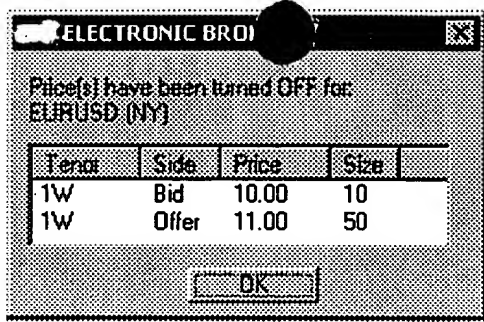 ELECTRONIC
Price(s) have been turned OFF for:
EURUSD (NY)
Tenor Side Price Size
1W Bid 10.00 10
1W Offer 11.00 50
OK